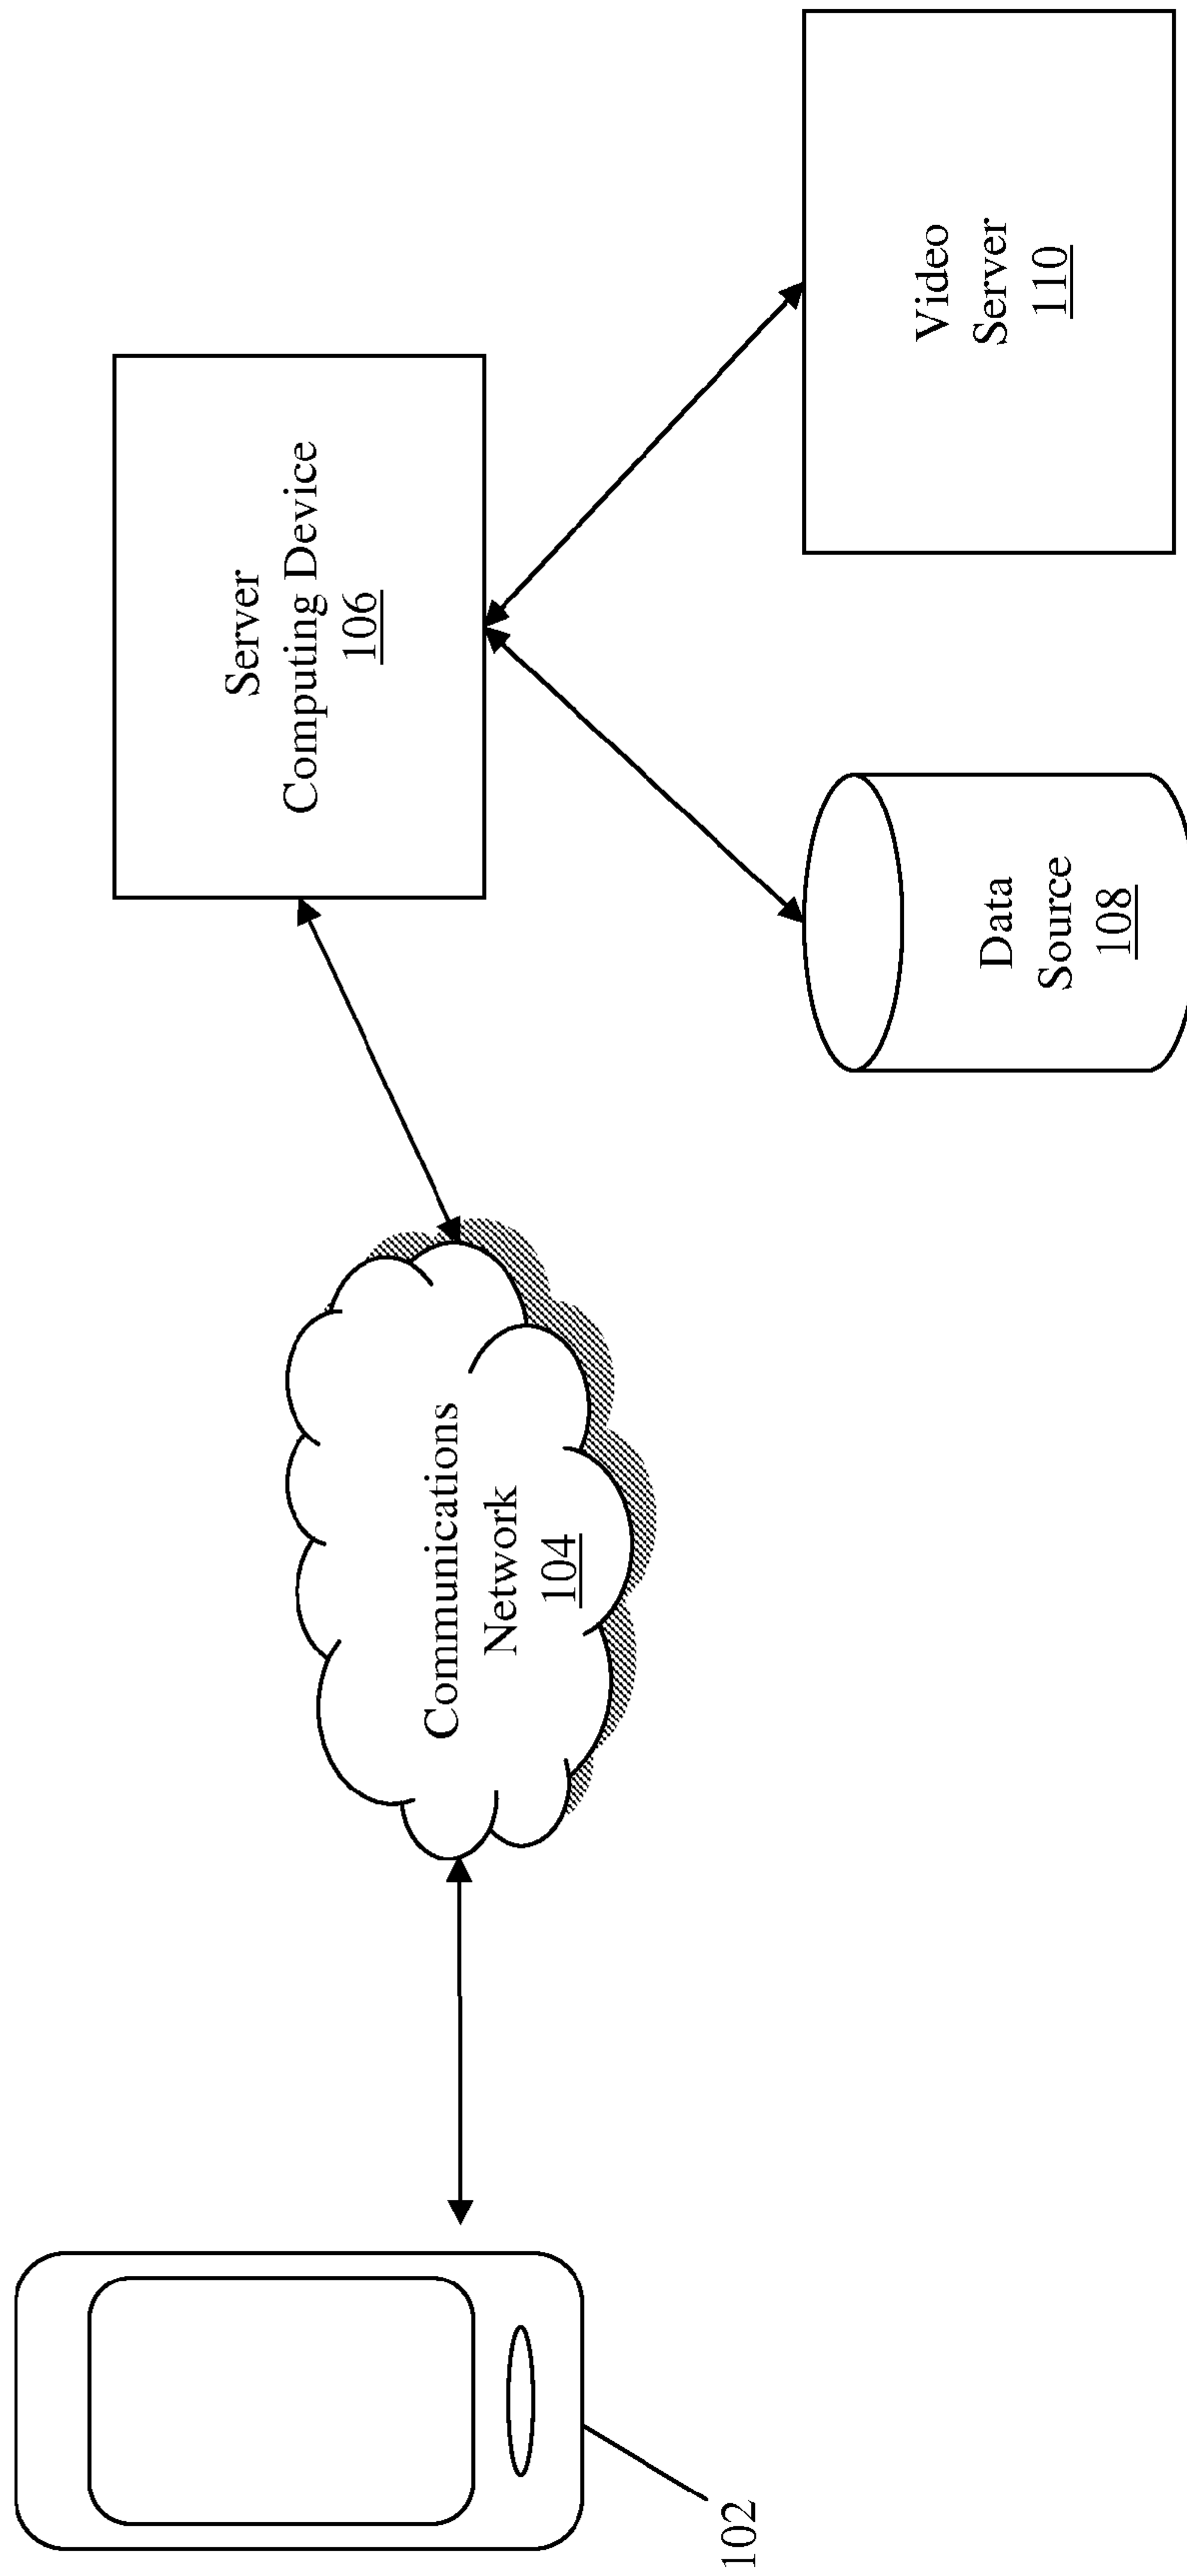 102
Communications
Network
104
Server
Computing Device
106
Data
Source
108
Video
Server
110